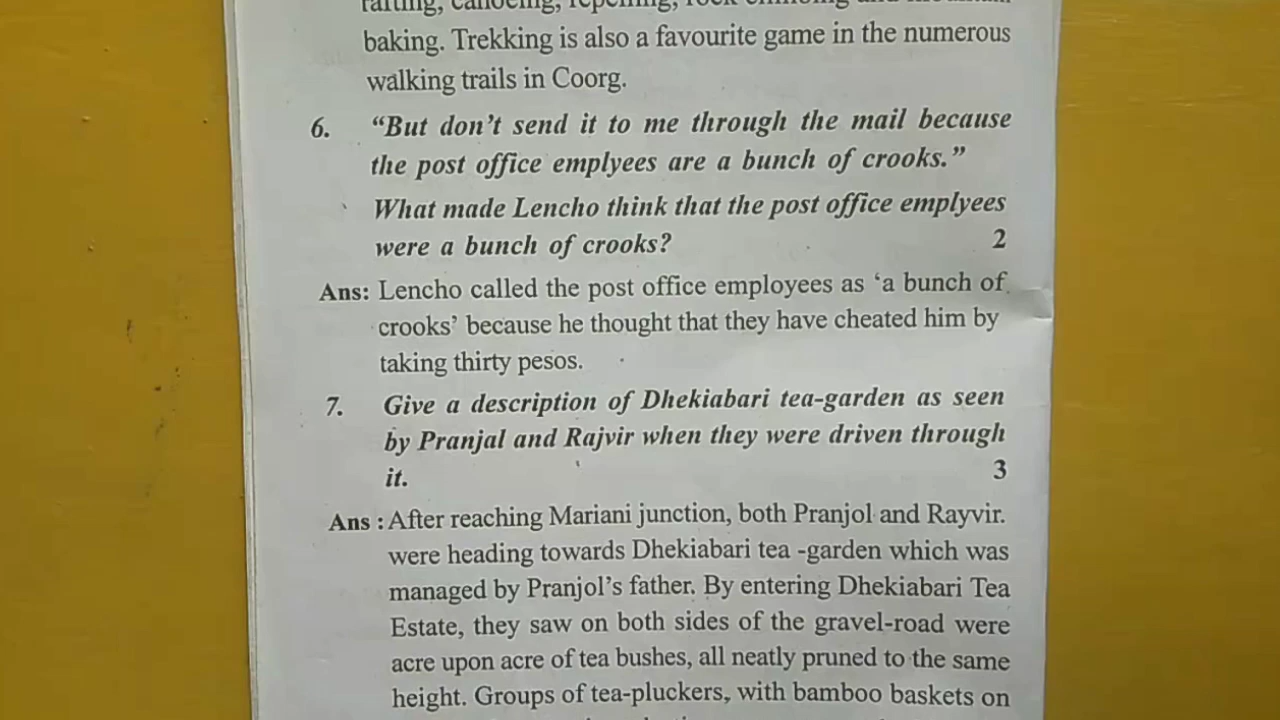 rafting, canoeing,
baking. Trekking is also a favourite game in the numerous
walking trails in Coorg.
6. “But don’t send it to me through the mail because
the post office emplyees are a bunch of crooks.”
What made Lencho think that the post office emplyees
were a bunch of crooks? 2
Ans: Lencho called the post office employees as ‘a bunch of
crooks’ because he thought that they have cheated him by
taking thirty pesos.
7. Give a description of Dhekiabari tea-garden as seen
by Pranjal and Rajvir when they were driven through
it. 3
Ans : After reaching Mariani junction, both Pranjol and Rayvir.
were heading towards Dhekiabari tea -garden which was
managed by Pranjol’s father. By entering Dhekiabari Tea
Estate, they saw on both sides of the gravel-road were
acre upon acre of tea bushes, all neatly pruned to the same
height. Groups of tea-pluckers, with bamboo baskets on